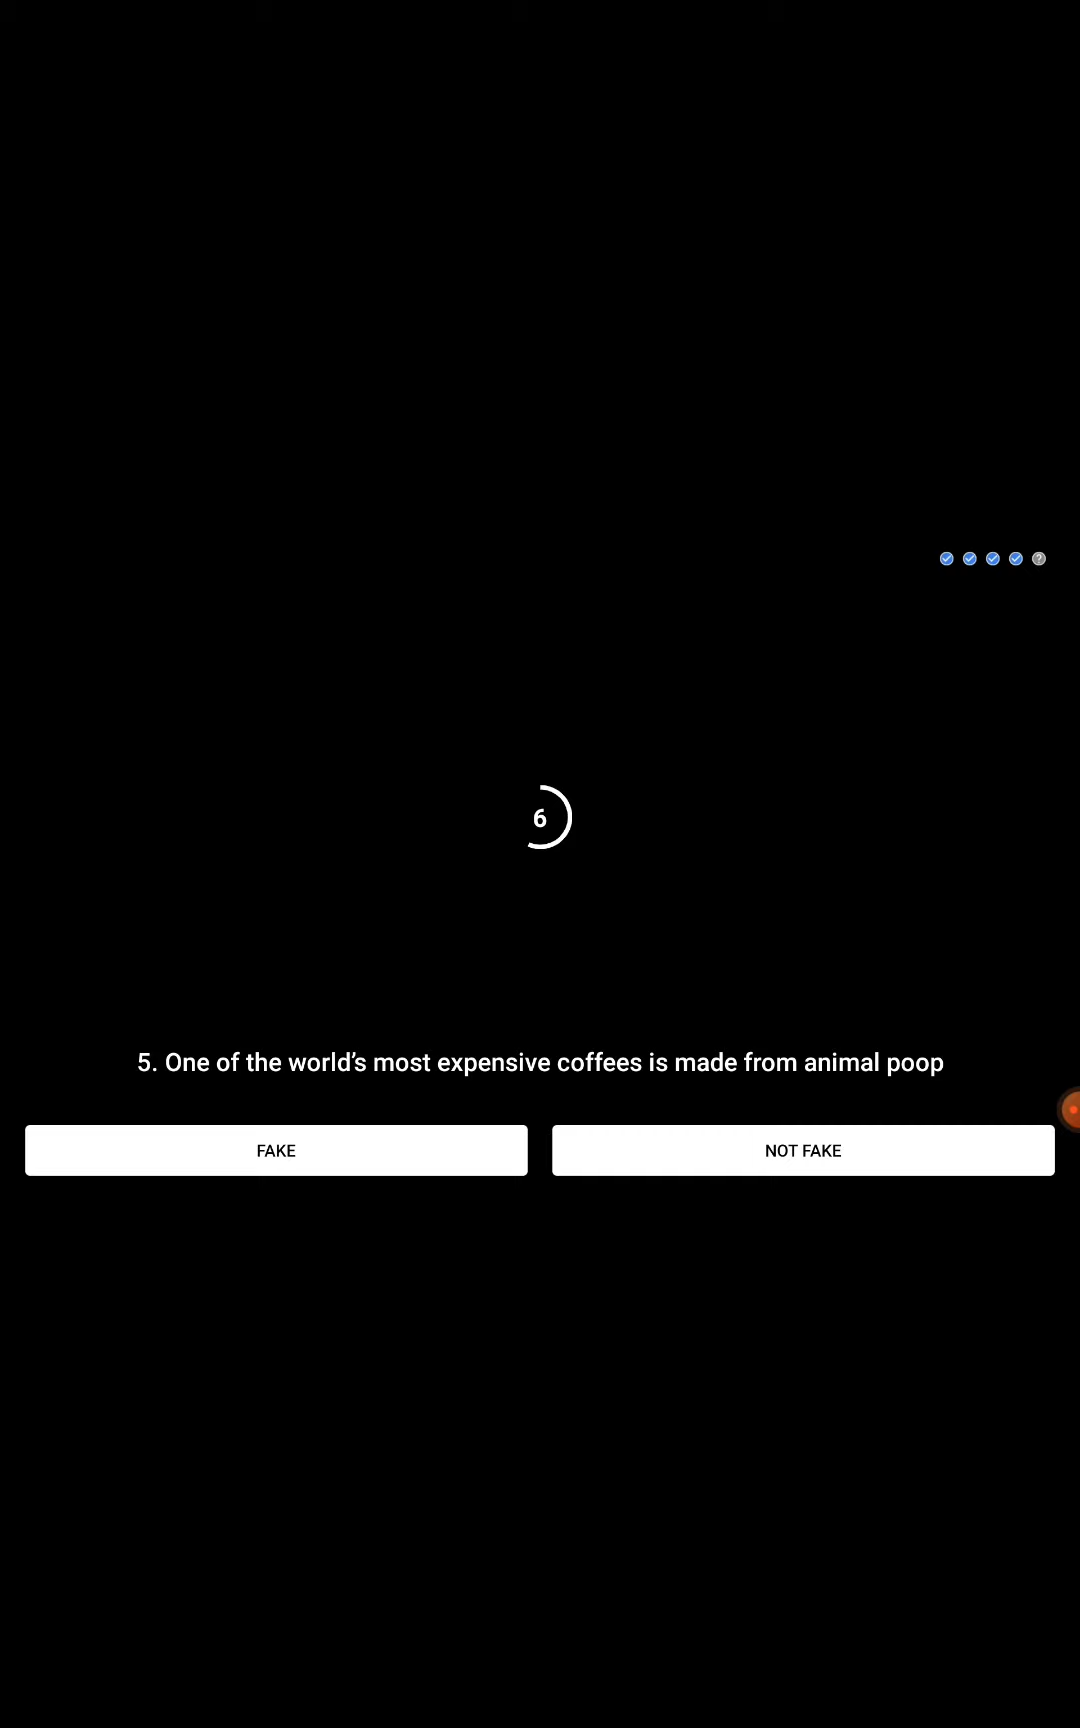 6
5. One of the world’s most expensive coffees is made from animal poop
FAKE
NOT FAKE